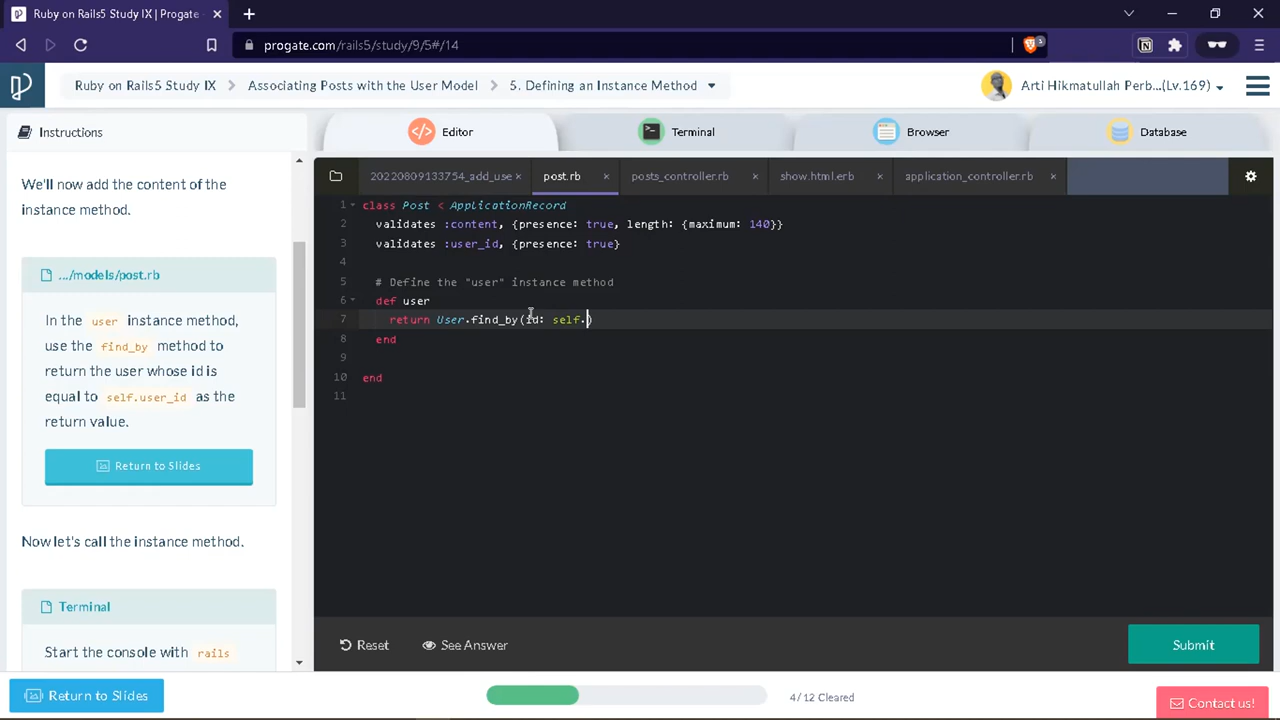 Ruby on Rails5 Study IX | Progate -
progate.com/rails5/study/9/5#/14
3
Ruby on Rails5 Study IX
Associating Posts with the User Model
5. Defining an Instance Method
Arti Hikmatullah Perb...(Lv.169)
Instructions
Editor
Terminal
Browser
Database
We'll now add the content of the
instance method.
.../models/post.rb
In the user instance method,
use the find_by method to
return the user whose id is
equal to self.user_id as the
return value.
Return to Slides
Now let's call the instance method.
Terminal
Start the console with rails
20220809133754_add_use
post.rb
posts_controller.rb
show.html.erb
application_controller.rb
1 class Post < ApplicationRecord
2 validates :content, {presence: true, length: {maximum: 140}}
3 validates :user_id, {presence: true}
4
5 # Define the "user" instance method
6 def user
7 return User.find_by(id: self.)
8 end
9
10 end
11
Reset
See Answer
Submit
Return to Slides
4/12 Cleared
Contact us!